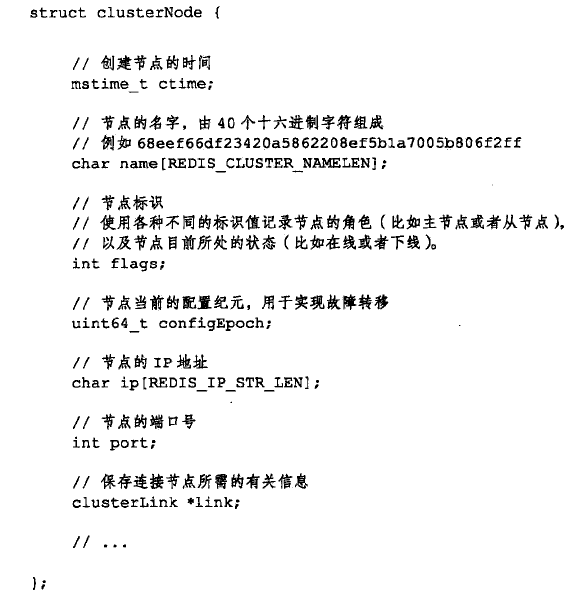 struct clusterNode {
// 创建节点的时间
mstime_t ctime;
// 节点的名字，由 40 个十六进制字符组成
// 例如 68eef66df23420a5862208ef5b1a7005b806f2ff
char name[REDIS_CLUSTER_NAMELEN];
// 节点标识
// 使用各种不同的标识值记录节点的角色（比如主节点或者从节点），
// 以及节点目前所处的状态（比如在线或者下线）。
int flags;
// 节点当前的配置纪元，用于实现故障转移
uint64_t configEpoch;
// 节点的 IP 地址
char ip[REDIS_IP_STR_LEN];
// 节点的端口号
int port;
// 保存连接节点所需的有关信息
clusterLink *link;
// ...
};